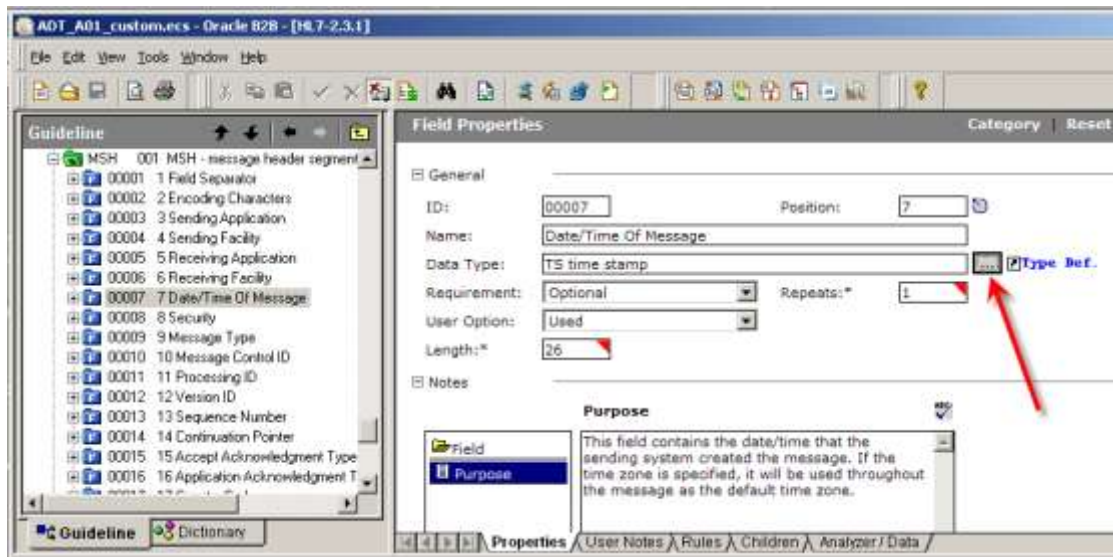 ADT_A01_custom.ecs - Oracle B2B - [HL7-2.3.1]
File Edit View Tools Window Help
Guideline
MSH 001 MSH - message header segment
00001 1 Field Separator
00002 2 Encoding Characters
00003 3 Sending Application
00004 4 Sending Facility
00005 5 Receiving Application
00006 6 Receiving Facility
00007 7 Date/Time Of Message
00008 8 Security
00009 9 Message Type
00010 10 Message Control ID
00011 11 Processing ID
00012 12 Version ID
00013 13 Sequence Number
00014 14 Continuation Pointer
00015 15 Accept Acknowledgment Type
00016 16 Application Acknowledgment T
Guideline Dictionary
Field Properties Category | Reset
General
ID: 00007 Position: 7
Name: Date/Time Of Message
Data Type: TS time stamp ... Type Def.
Requirement: Optional Repeats:* 1
User Option: Used
Length:* 26
Notes
Purpose ABC
Field
Purpose
This field contains the date/time that the
sending system created the message. If the
time zone is specified, it will be used throughout
the message as the default time zone.
Properties User Notes Rules Children Analyzer / Data